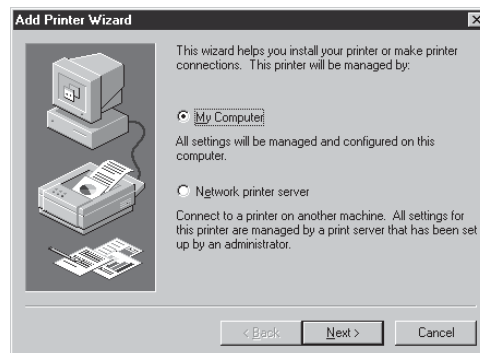 Add Printer Wizard
This wizard helps you install your printer or make printer
connections. This printer will be managed by:
My Computer
All settings will be managed and configured on this
computer.
Network printer server
Connect to a printer on another machine. All settings for
this printer are managed by a print server that has been set
up by an administrator.
< Back
Next >
Cancel